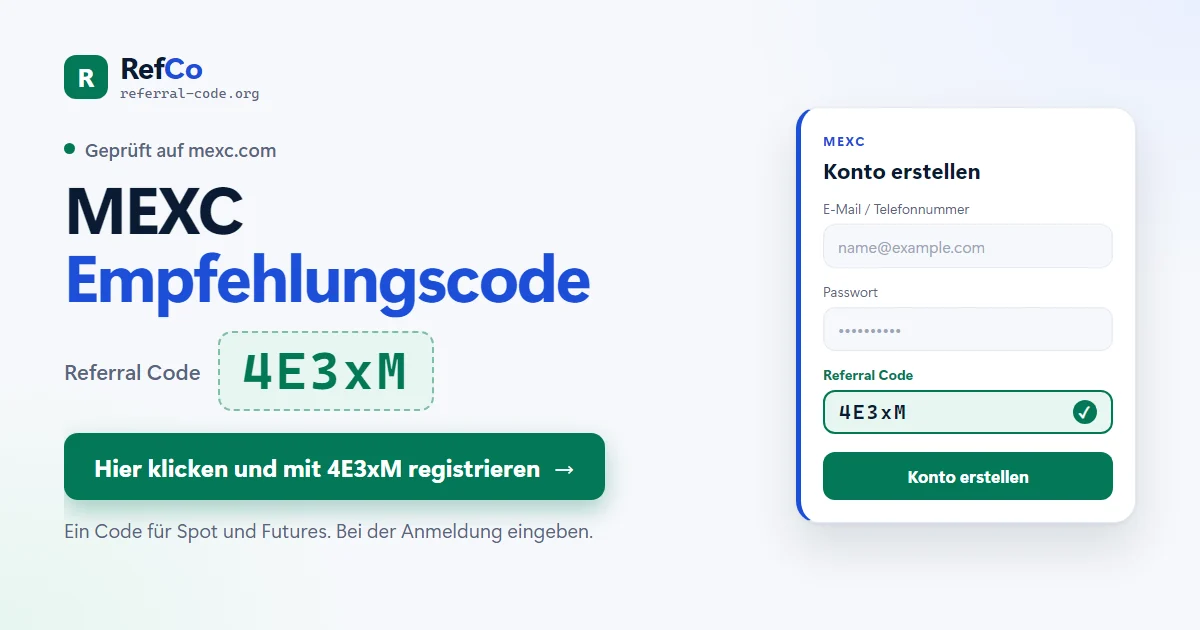 R
RefCo
referral-code.org
Geprüft auf mexc.com
MEXC
Empfehlungscode
Referral Code
4E3xM
Hier klicken und mit 4E3xM registrieren →
Ein Code für Spot und Futures. Bei der Anmeldung eingeben.
MEXC
Konto erstellen
E-Mail / Telefonnummer
name@example.com
Passwort
••••••••••
Referral Code
4E3xM
Konto erstellen